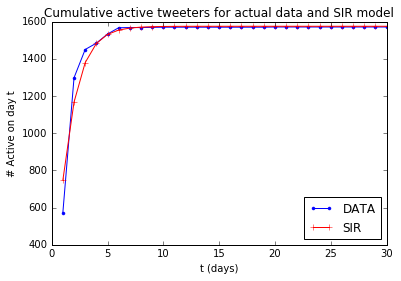 Cumulative active tweeters for actual data and SIR model
1600
1400
1200
1000
800
600
400
# Active on day t
0
5
10
15
20
25
30
t (days)
DATA
SIR